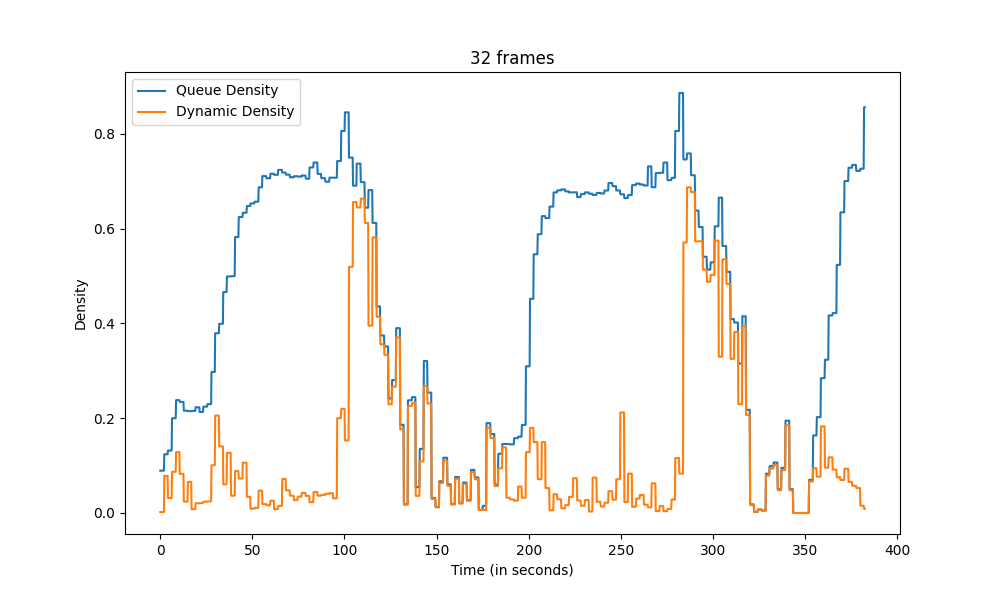 32 frames
Queue Density
Dynamic Density
0.8
0.6
0.4
0.2
0.0
Density
0 50 100 150 200 250 300 350 400
Time (in seconds)